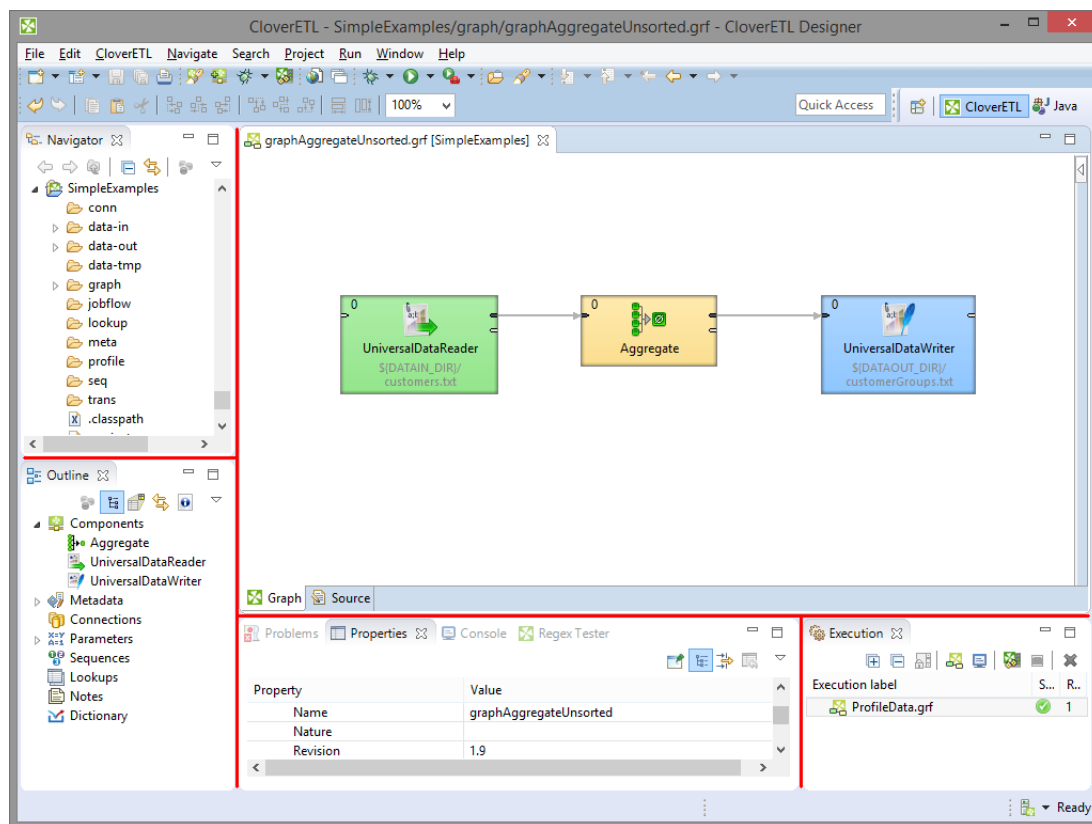 CloverETL - SimpleExamples/graph/graphAggregateUnsorted.grf - CloverETL Designer
File Edit CloverETL Navigate Search Project Run Window Help
100% Quick Access CloverETL Java
Navigator
SimpleExamples
conn
data-in
data-out
data-tmp
graph
jobflow
lookup
meta
profile
seq
trans
.classpath
graphAggregateUnsorted.grf [SimpleExamples]
0
UniversalDataReader
${DATAIN_DIR}/
customers.txt
0
Aggregate
0
UniversalDataWriter
${DATAOUT_DIR}/
customerGroups.txt
Graph Source
Outline
Components
Aggregate
UniversalDataReader
UniversalDataWriter
Metadata
Connections
Parameters
Sequences
Lookups
Notes
Dictionary
Problems Properties Console Regex Tester
Property Value
Name graphAggregateUnsorted
Nature
Revision 1.9
Execution
Execution label S... R..
ProfileData.grf 1
Ready